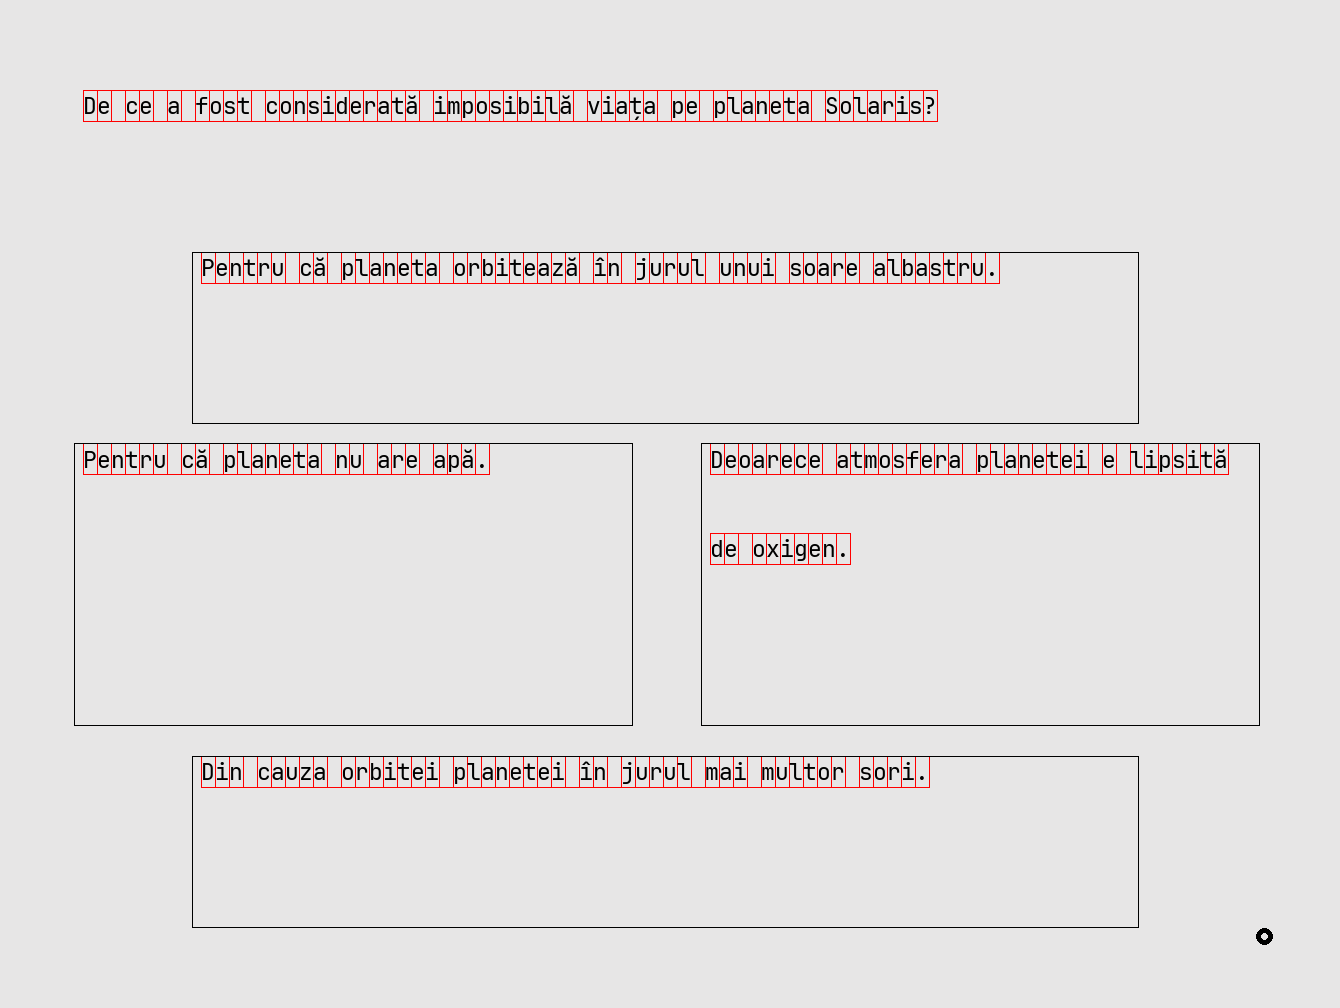 De ce a fost considerată imposibilă viața pe planeta Solaris?
Pentru că planeta orbitează în jurul unui soare albastru.
Pentru că planeta nu are apă.
Deoarece atmosfera planetei e lipsită
de oxigen.
Din cauza orbitei planetei în jurul mai multor sori.